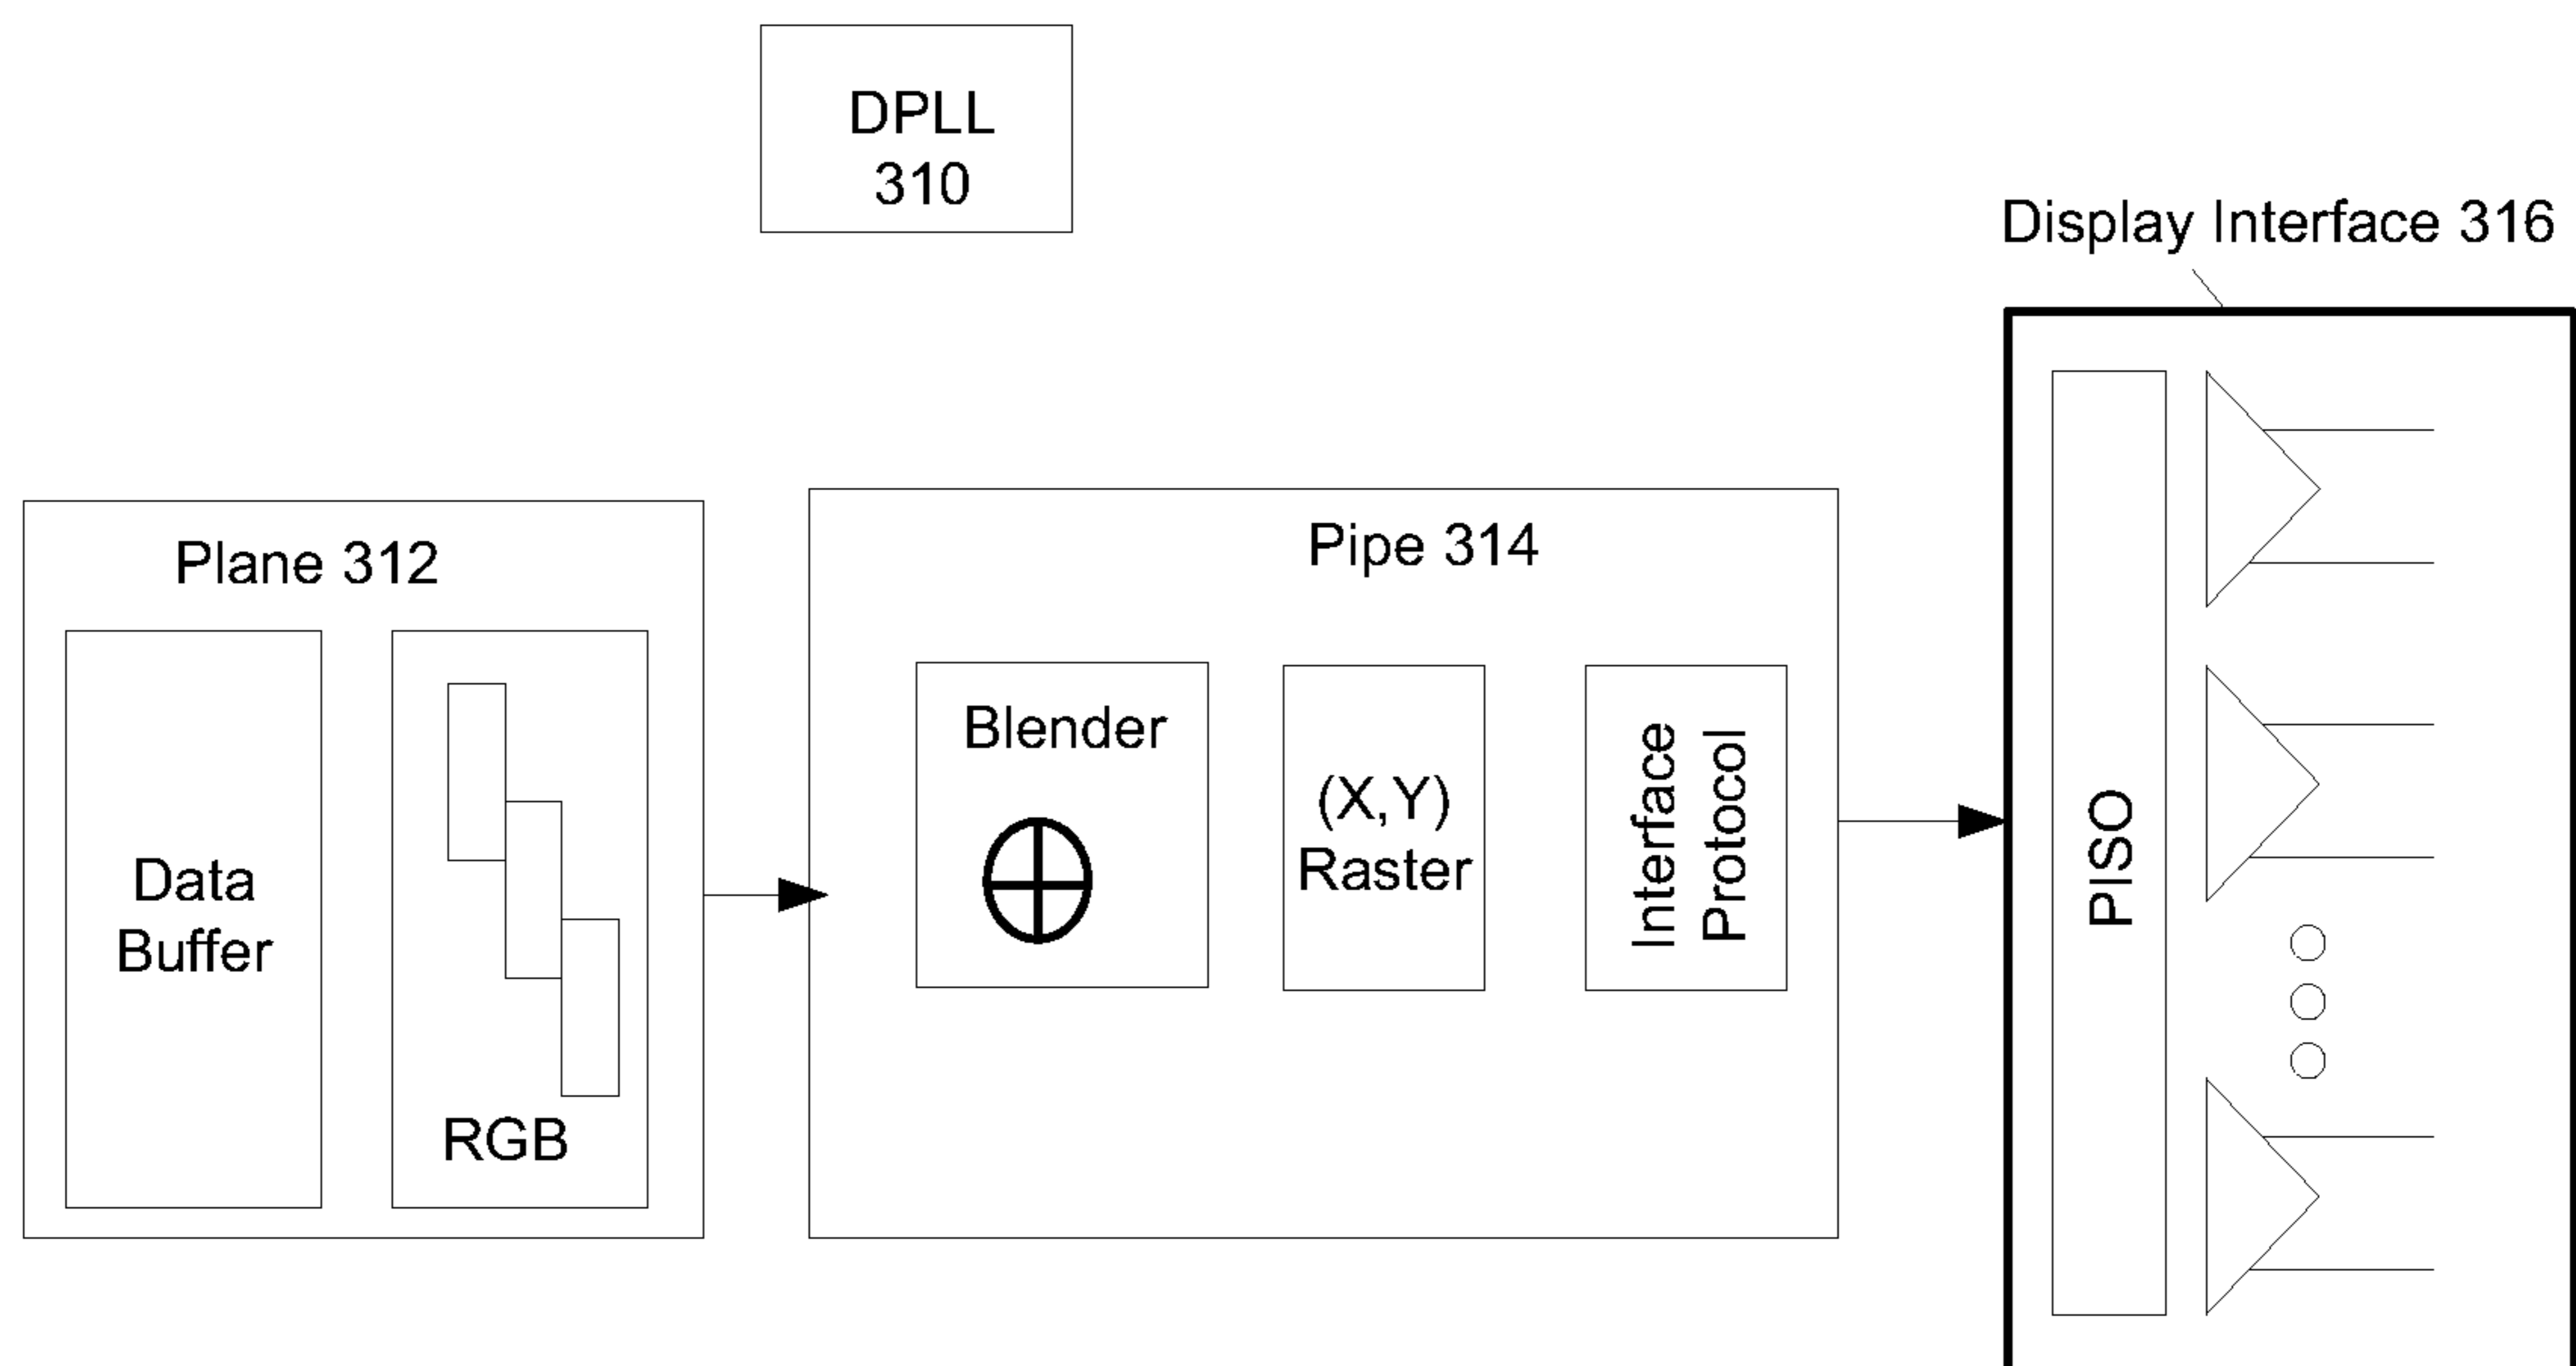 DPLL
310
Display Interface 316
Plane 312
Data
Buffer
RGB
Pipe 314
Blender
(X,Y)
Raster
Interface
Protocol
PISO